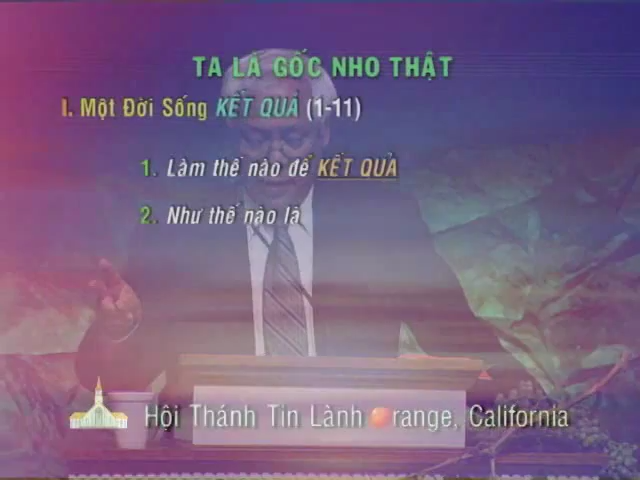 TA LÀ GỐC NHO THẬT
I. Một Đời Sống KẾT QUẢ (1-11)
1. Làm thế nào để KẾT QUẢ
2. Như thế nào là
Hội Thánh Tin Lành Orange, California